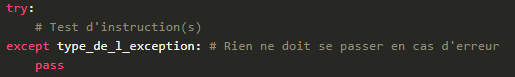 try:
    # Test d'instruction(s)
except type_de_l_exception: # Rien ne doit se passer en cas d'erreur
    pass